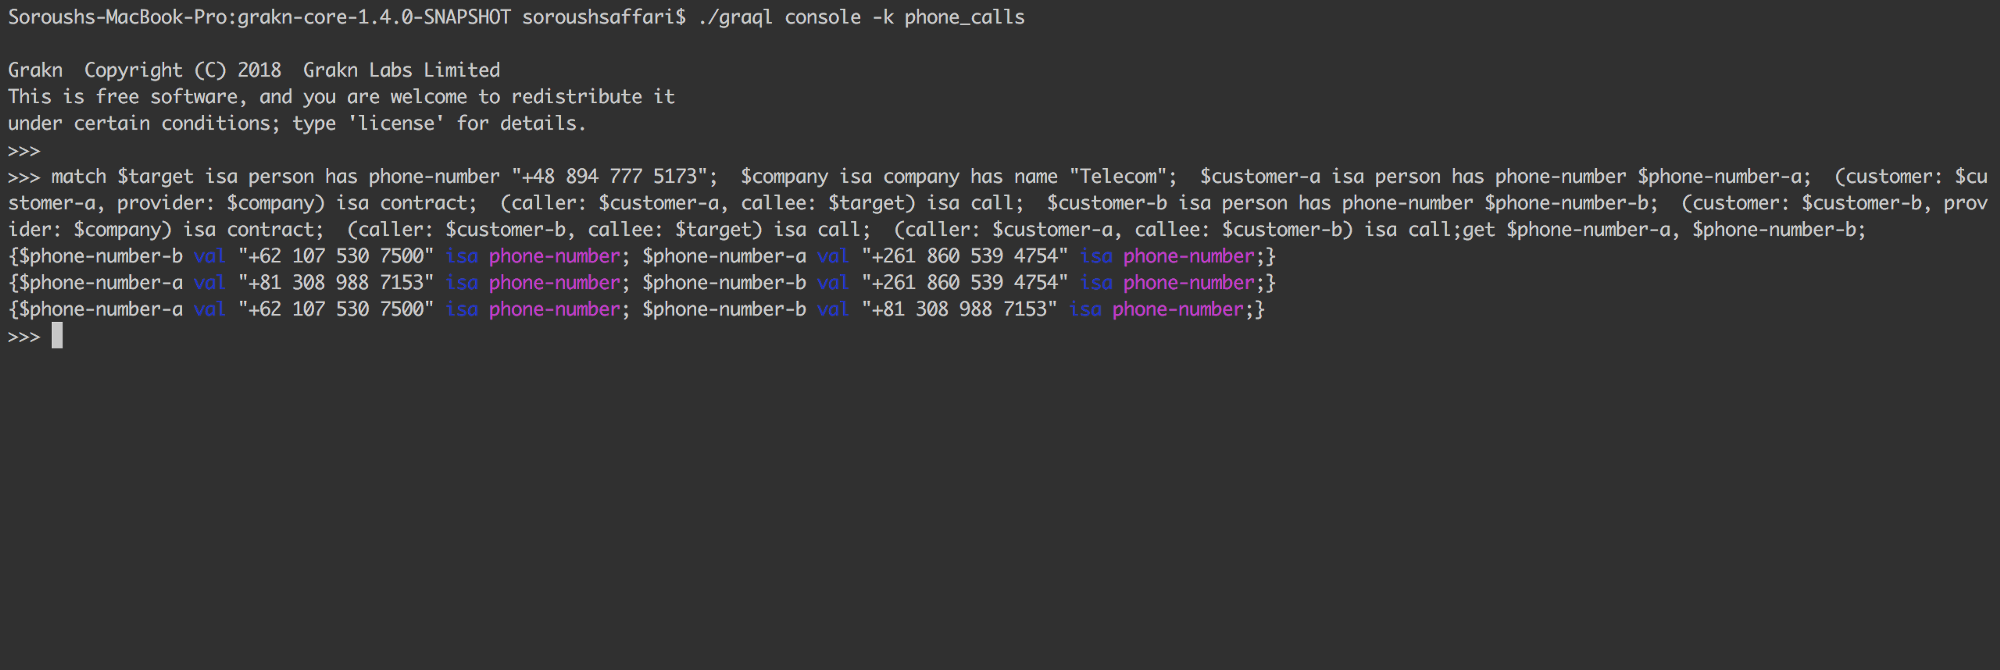 Soroushs-MacBook-Pro:grakn-core-1.4.0-SNAPSHOT soroushsaffari$ ./graql console -k phone_calls
Grakn  Copyright (C) 2018  Grakn Labs Limited
This is free software, and you are welcome to redistribute it
under certain conditions; type 'license' for details.
>>>
>>> match $target isa person has phone-number "+48 894 777 5173";  $company isa company has name "Telecom";  $customer-a isa person has phone-number $phone-number-a;  (customer: $cu
stomer-a, provider: $company) isa contract;  (caller: $customer-a, callee: $target) isa call;  $customer-b isa person has phone-number $phone-number-b;  (customer: $customer-b, prov
ider: $company) isa contract;  (caller: $customer-b, callee: $target) isa call;  (caller: $customer-a, callee: $customer-b) isa call;get $phone-number-a, $phone-number-b;
{$phone-number-b val "+62 107 530 7500" isa phone-number; $phone-number-a val "+261 860 539 4754" isa phone-number;}
{$phone-number-a val "+81 308 988 7153" isa phone-number; $phone-number-b val "+261 860 539 4754" isa phone-number;}
{$phone-number-a val "+62 107 530 7500" isa phone-number; $phone-number-b val "+81 308 988 7153" isa phone-number;}
>>>